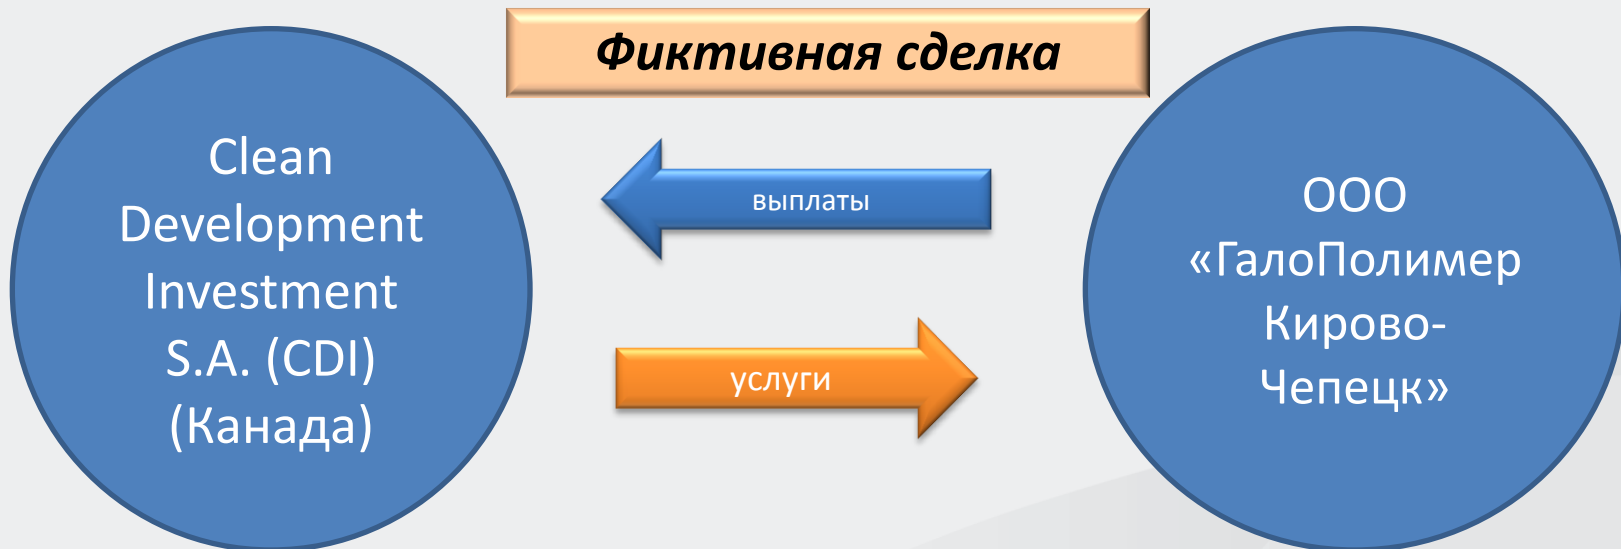 Фиктивная сделка
Clean
Development
Investment
S.A. (CDI)
(Канада)
выплаты
услуги
ООО
«ГалоПолимер
Кирово-
Чепецк»